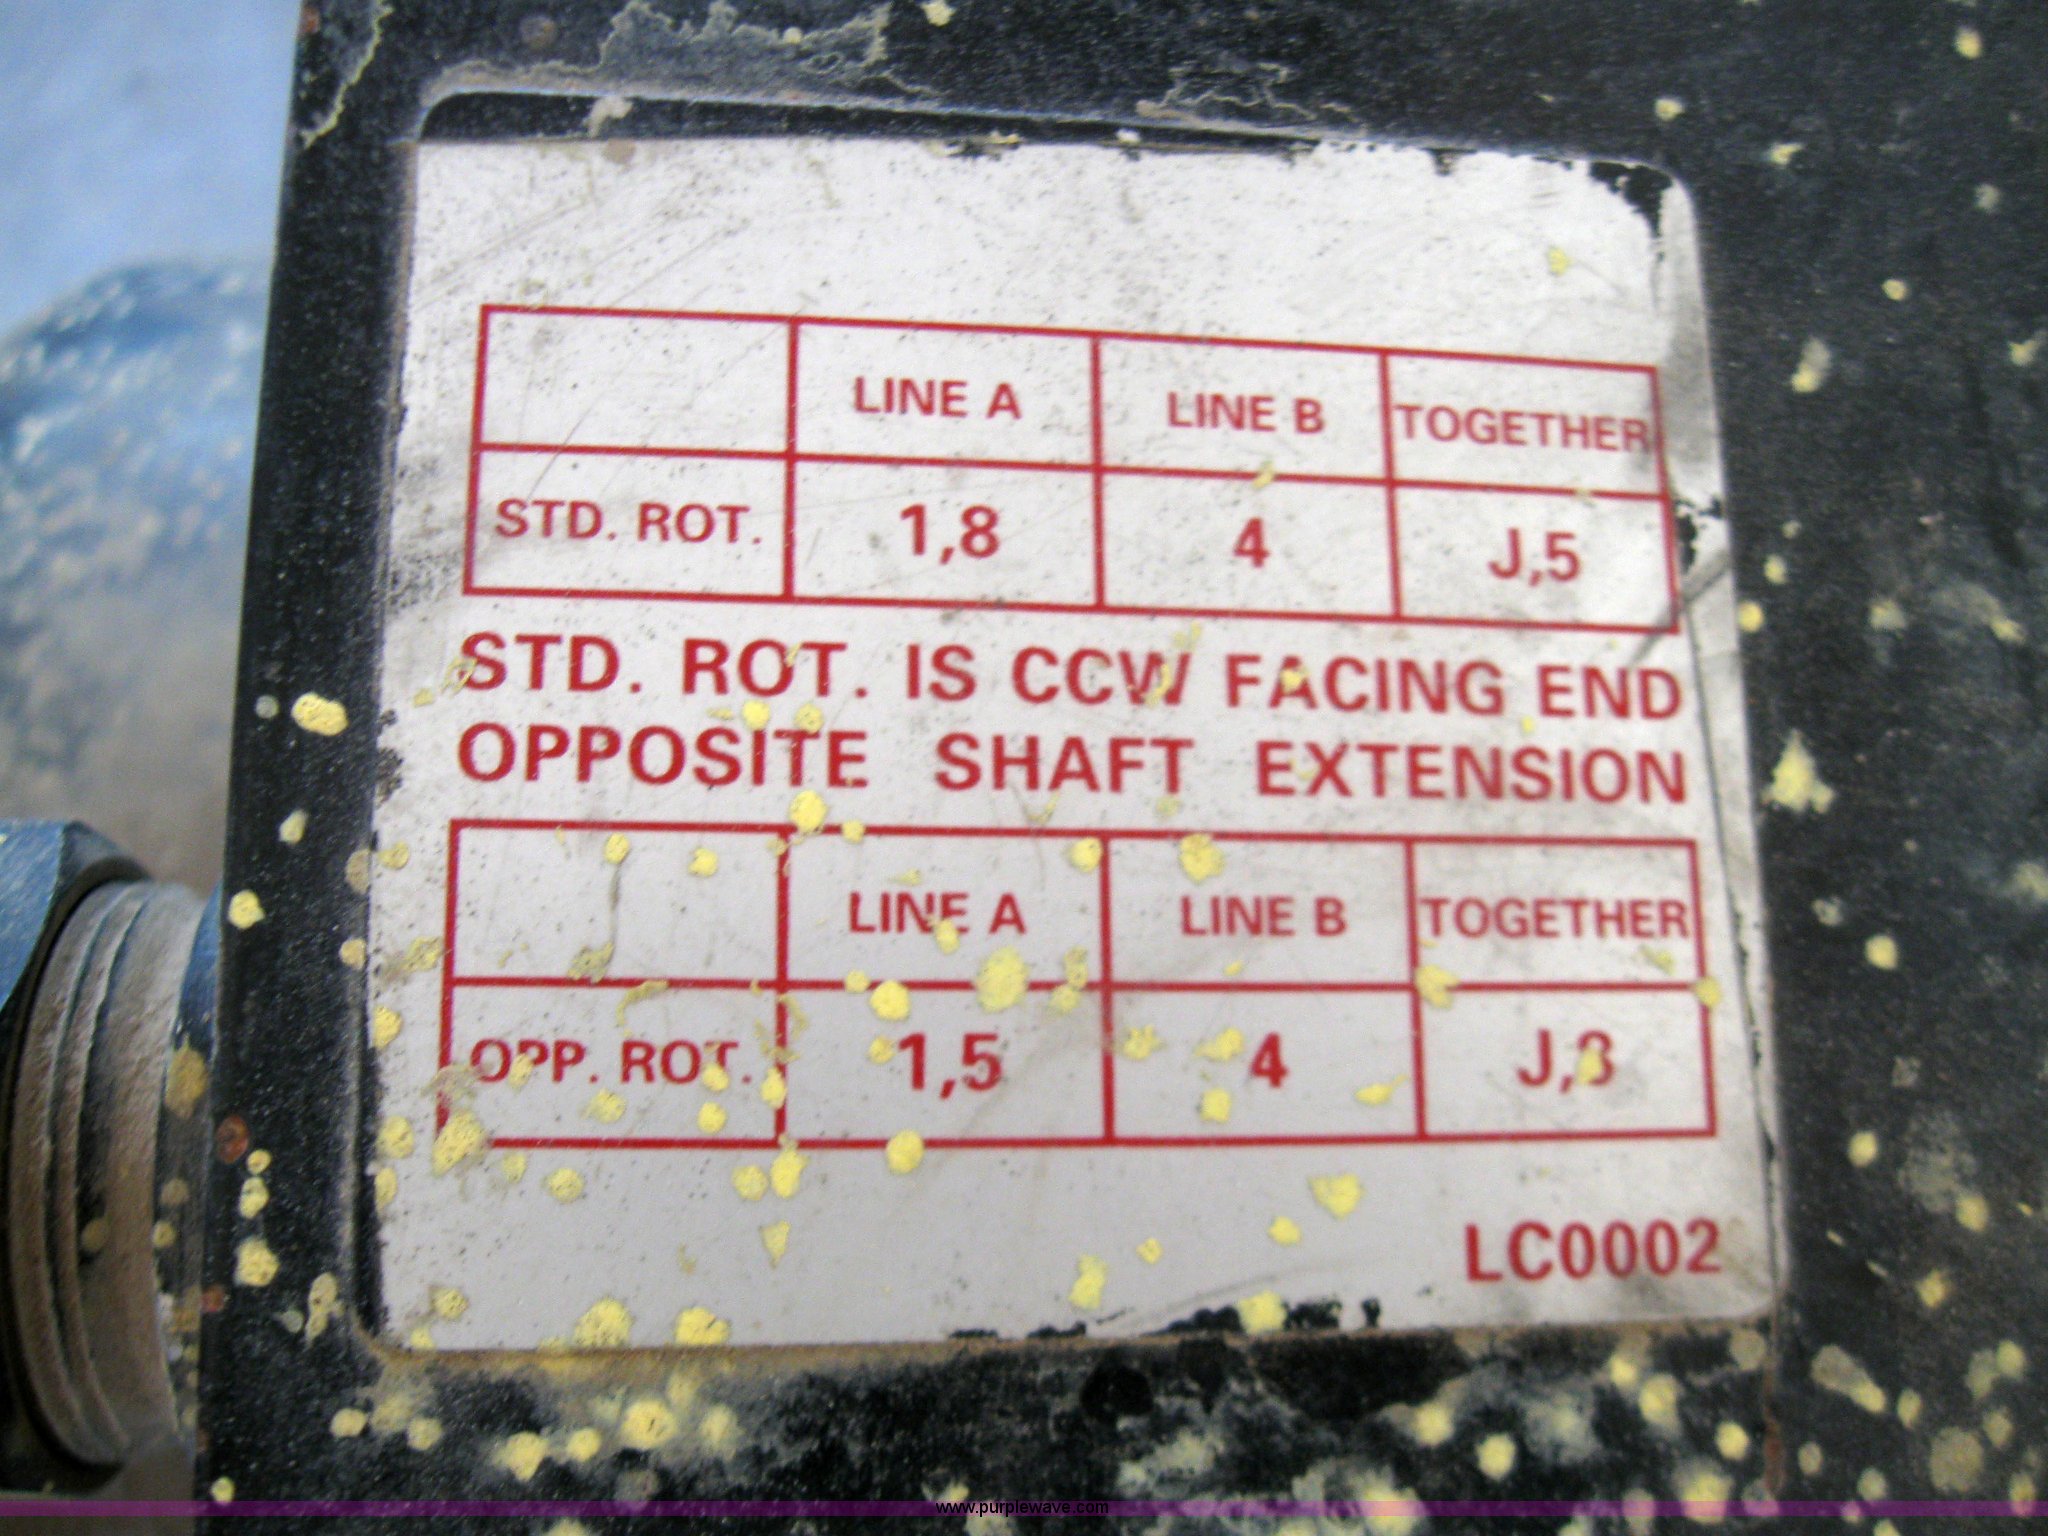 LINE A LINE B TOGETHER
STD. ROT. 1,8 4 J,5
STD. ROT. IS CCW FACING END
OPPOSITE SHAFT EXTENSION
LINE A LINE B TOGETHER
OPP. ROT. 1,5 4 J,8
LC0002
www.purplewave.com